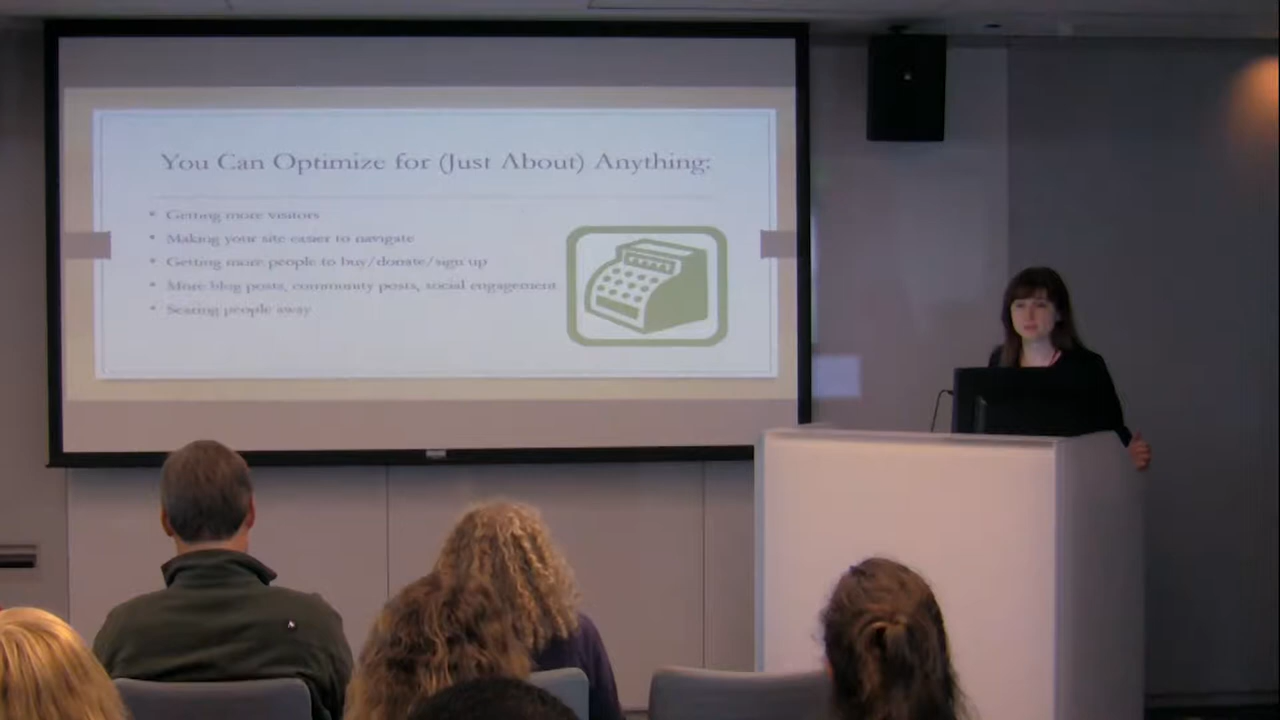 You Can Optimize for (Just About) Anything:
• Getting more visitors
• Making your site easier to navigate
• Getting more people to buy/donate/sign up
• More blog posts, community posts, social engagement
• Scaring people away